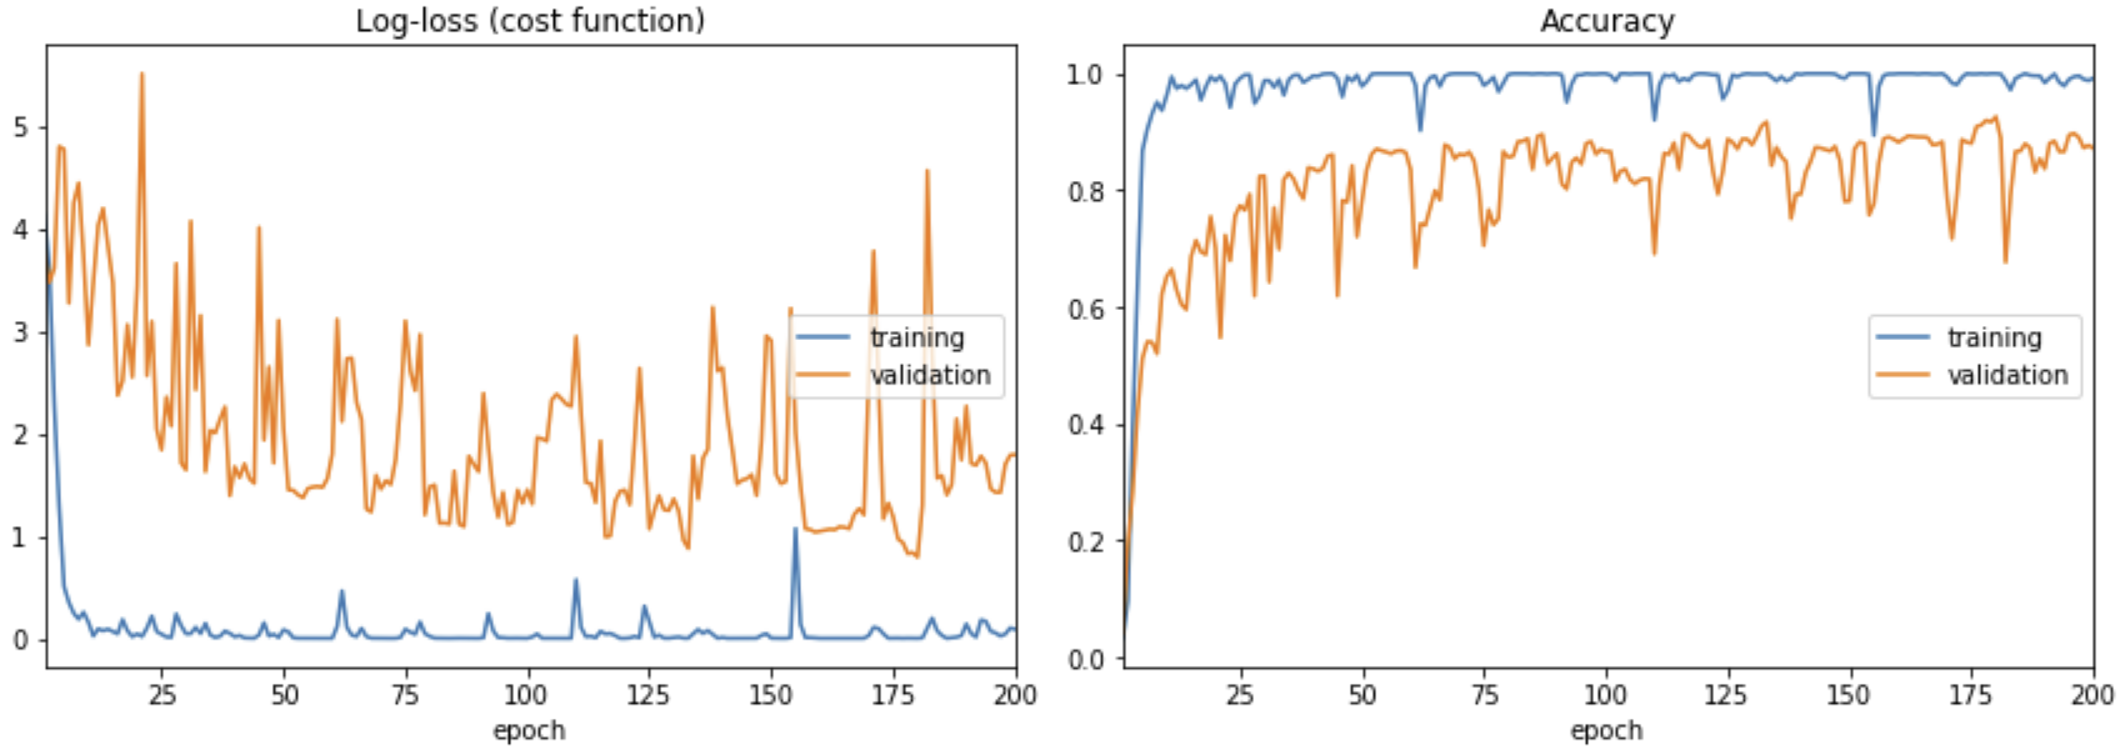 Log-loss (cost function)
5
4
3
2
1
0
training
validation
25 50 75 100 125 150 175 200
epoch
Accuracy
1.0
0.8
0.6
0.4
0.2
0.0
training
validation
25 50 75 100 125 150 175 200
epoch